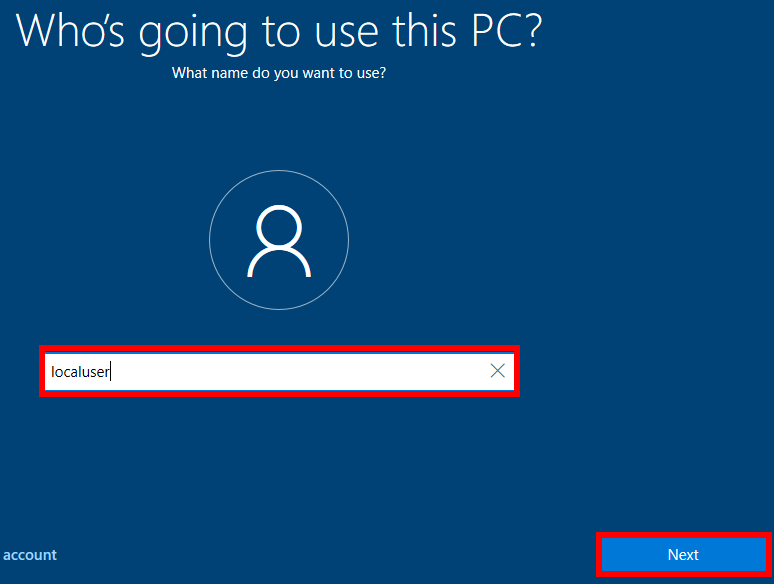 Who's going to use this PC?
What name do you want to use?
localuser
account
Next